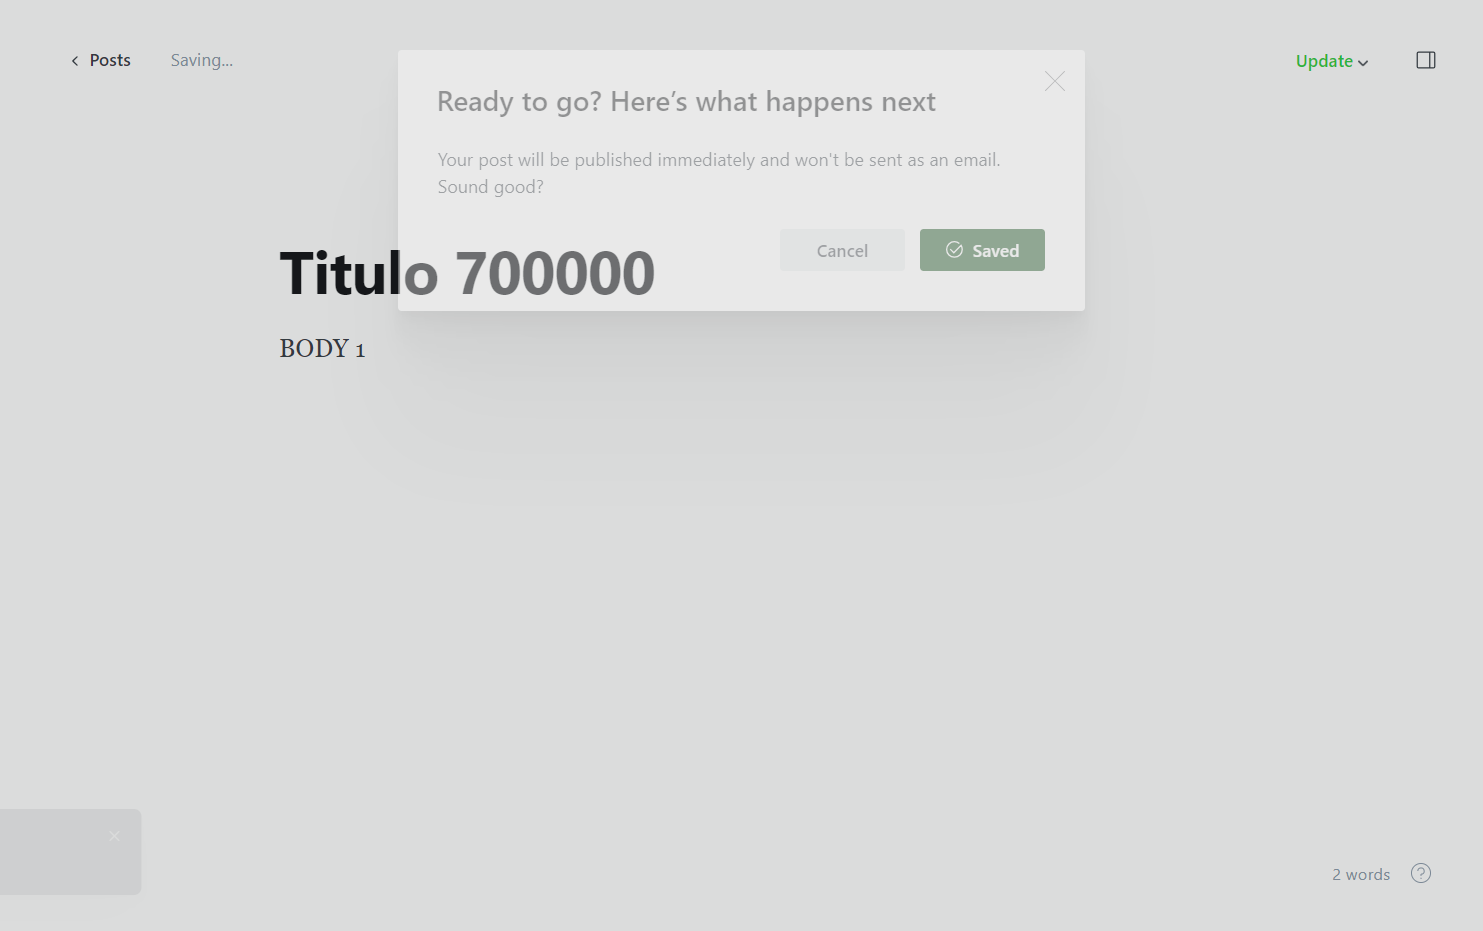 Posts
Saving...
Update
Ready to go? Here’s what happens next
Your post will be published immediately and won't be sent as an email.
Sound good?
Cancel
Saved
Titulo 700000
BODY 1
2 words